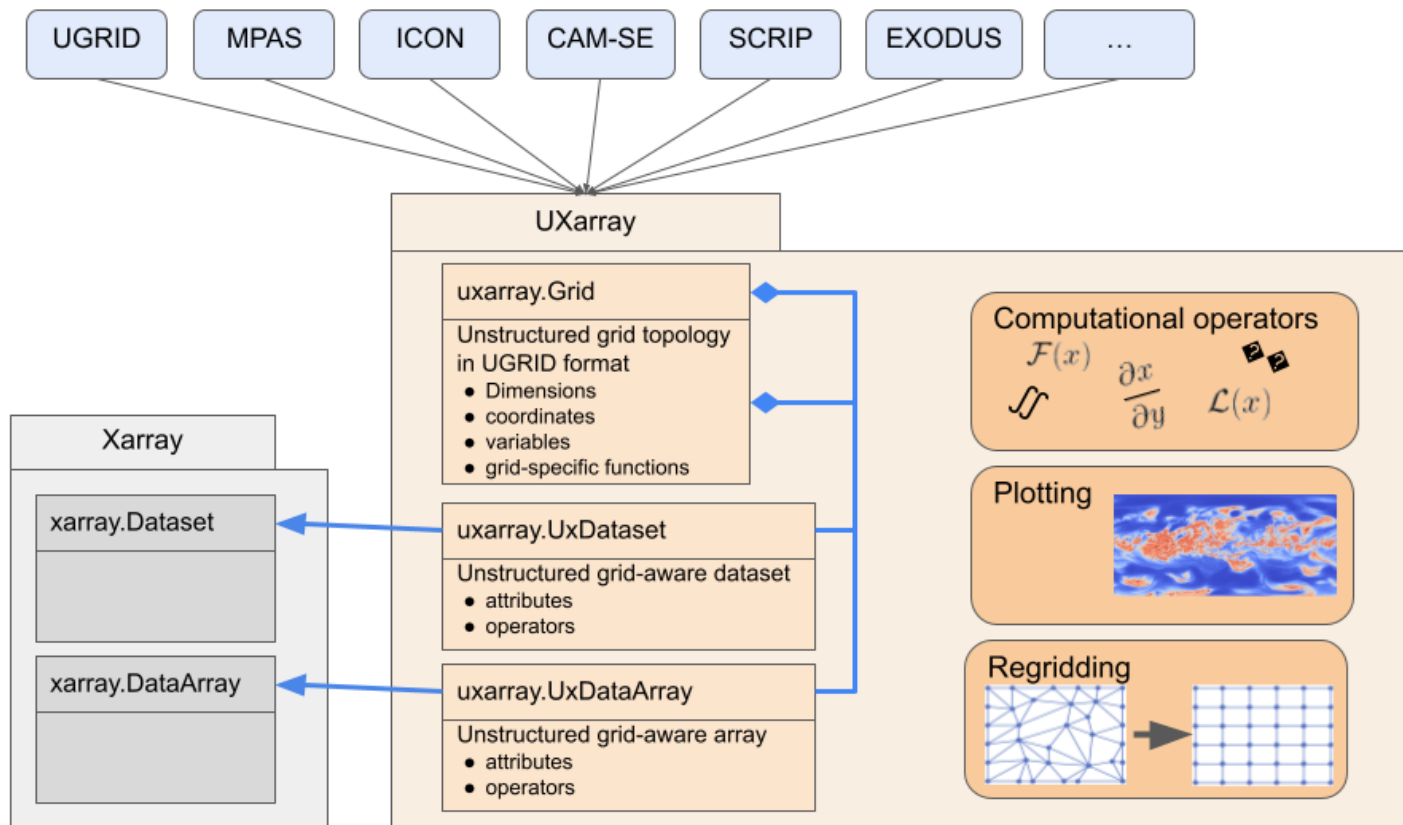 UGRID
MPAS
ICON
CAM-SE
SCRIP
EXODUS
…
UXarray
uxarray.Grid
Unstructured grid topology
in UGRID format
● Dimensions
● coordinates
● variables
● grid-specific functions
Xarray
xarray.Dataset
xarray.DataArray
uxarray.UxDataset
Unstructured grid-aware dataset
● attributes
● operators
uxarray.UxDataArray
Unstructured grid-aware array
● attributes
● operators
Computational operators
ℱ(x)
� �
∬
∂x
∂y
ℒ(x)
Plotting
Regridding